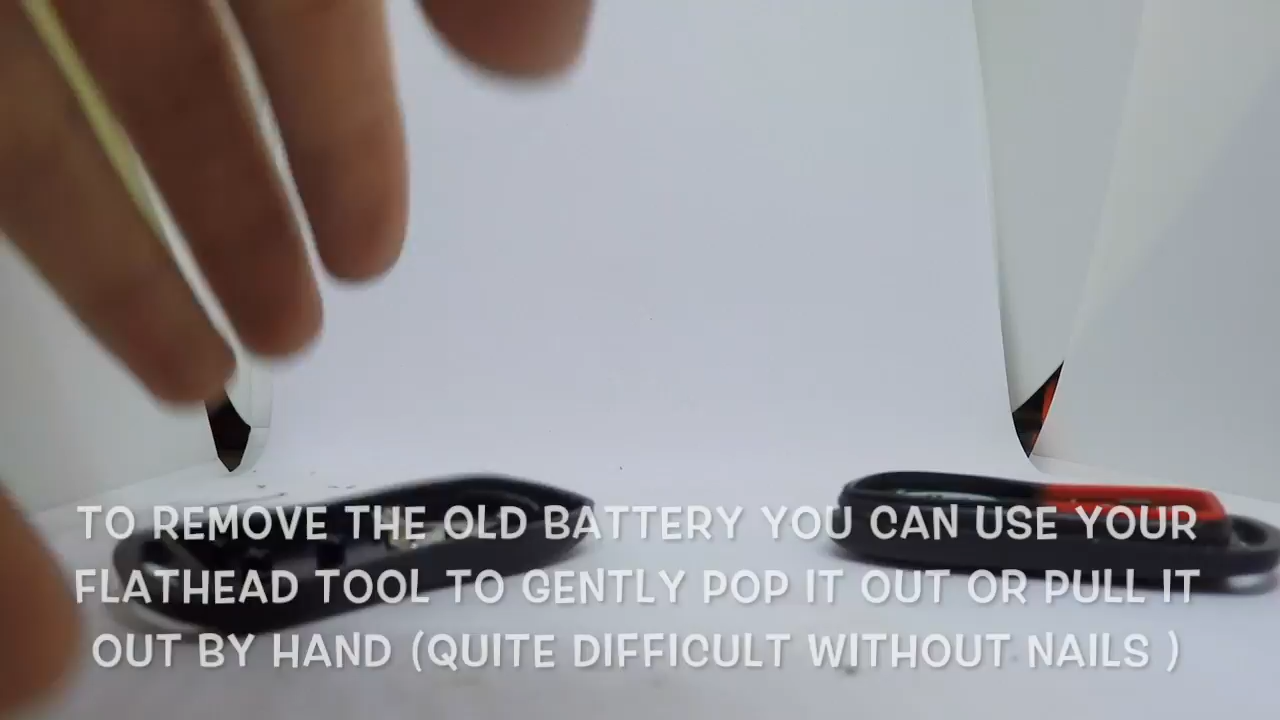 TO REMOVE THE OLD BATTERY YOU CAN USE YOUR
FLATHEAD TOOL TO GENTLY POP IT OUT OR PULL IT
OUT BY HAND (QUITE DIFFICULT WITHOUT NAILS )